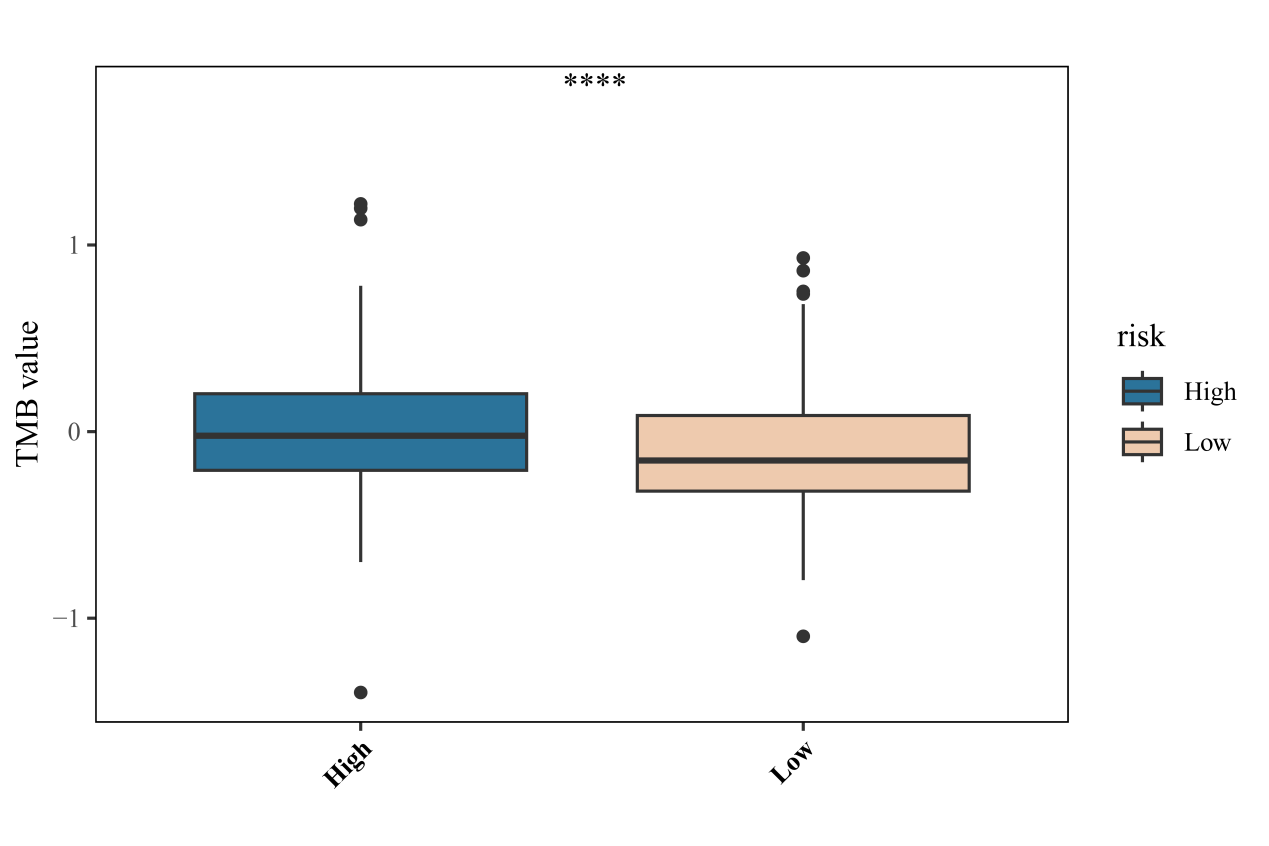 ****
TMB value
1
0
−1
High
Low
risk
High
Low